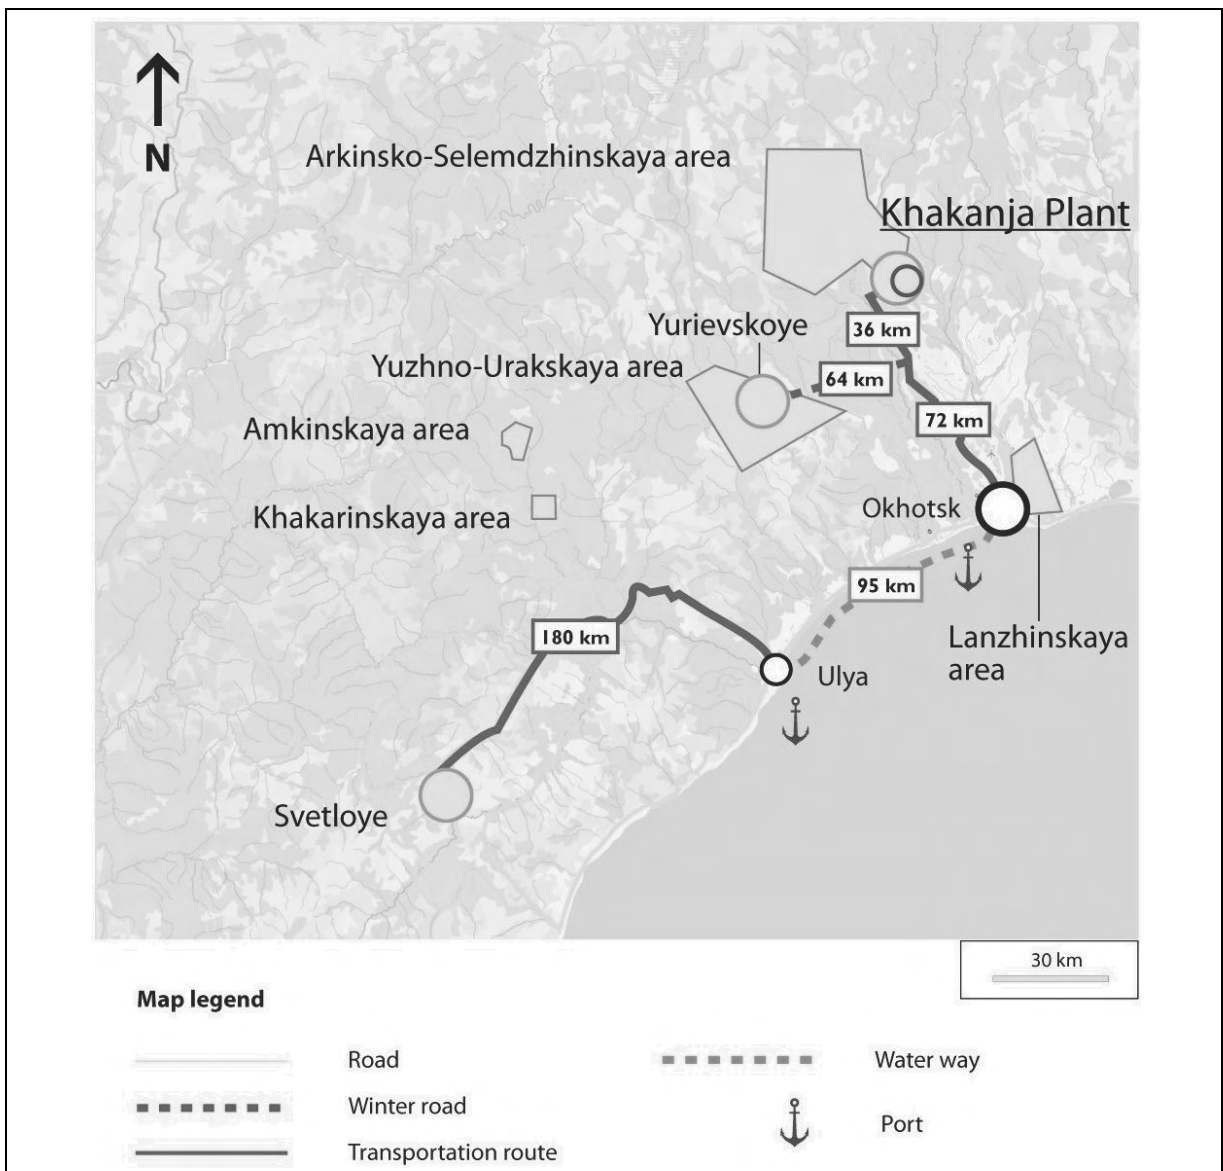 N
Arkinsko-Selemdzhinskaya area
Khakanja Plant
Yurievskoye
36 km
Yuzhno-Urakskaya area
64 km
Amkinskaya area
72 km
Khakarinskaya area
Okhotsk
95 km
180 km
Lanzhinskaya
area
Ulya
Svetloye
30 km
Map legend
Road
Water way
Winter road
Port
Transportation route